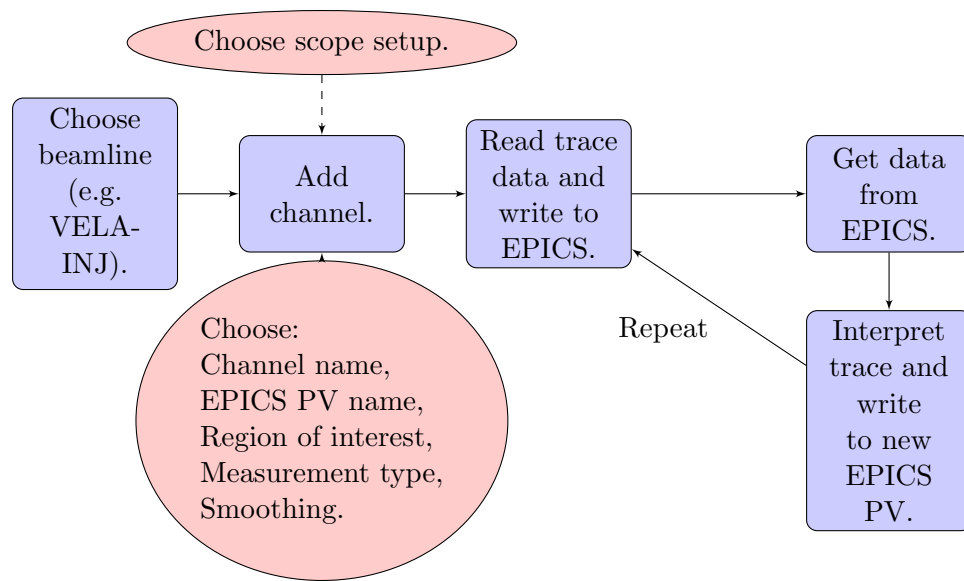 Choose scope setup.
Choose
beamline
(e.g.
VELA-
INJ).
Add
channel.
Read trace
data and
write to
EPICS.
Get data
from
EPICS.
Choose:
Channel name,
EPICS PV name,
Region of interest,
Measurement type,
Smoothing.
Repeat
Interpret
trace and
write
to new
EPICS
PV.